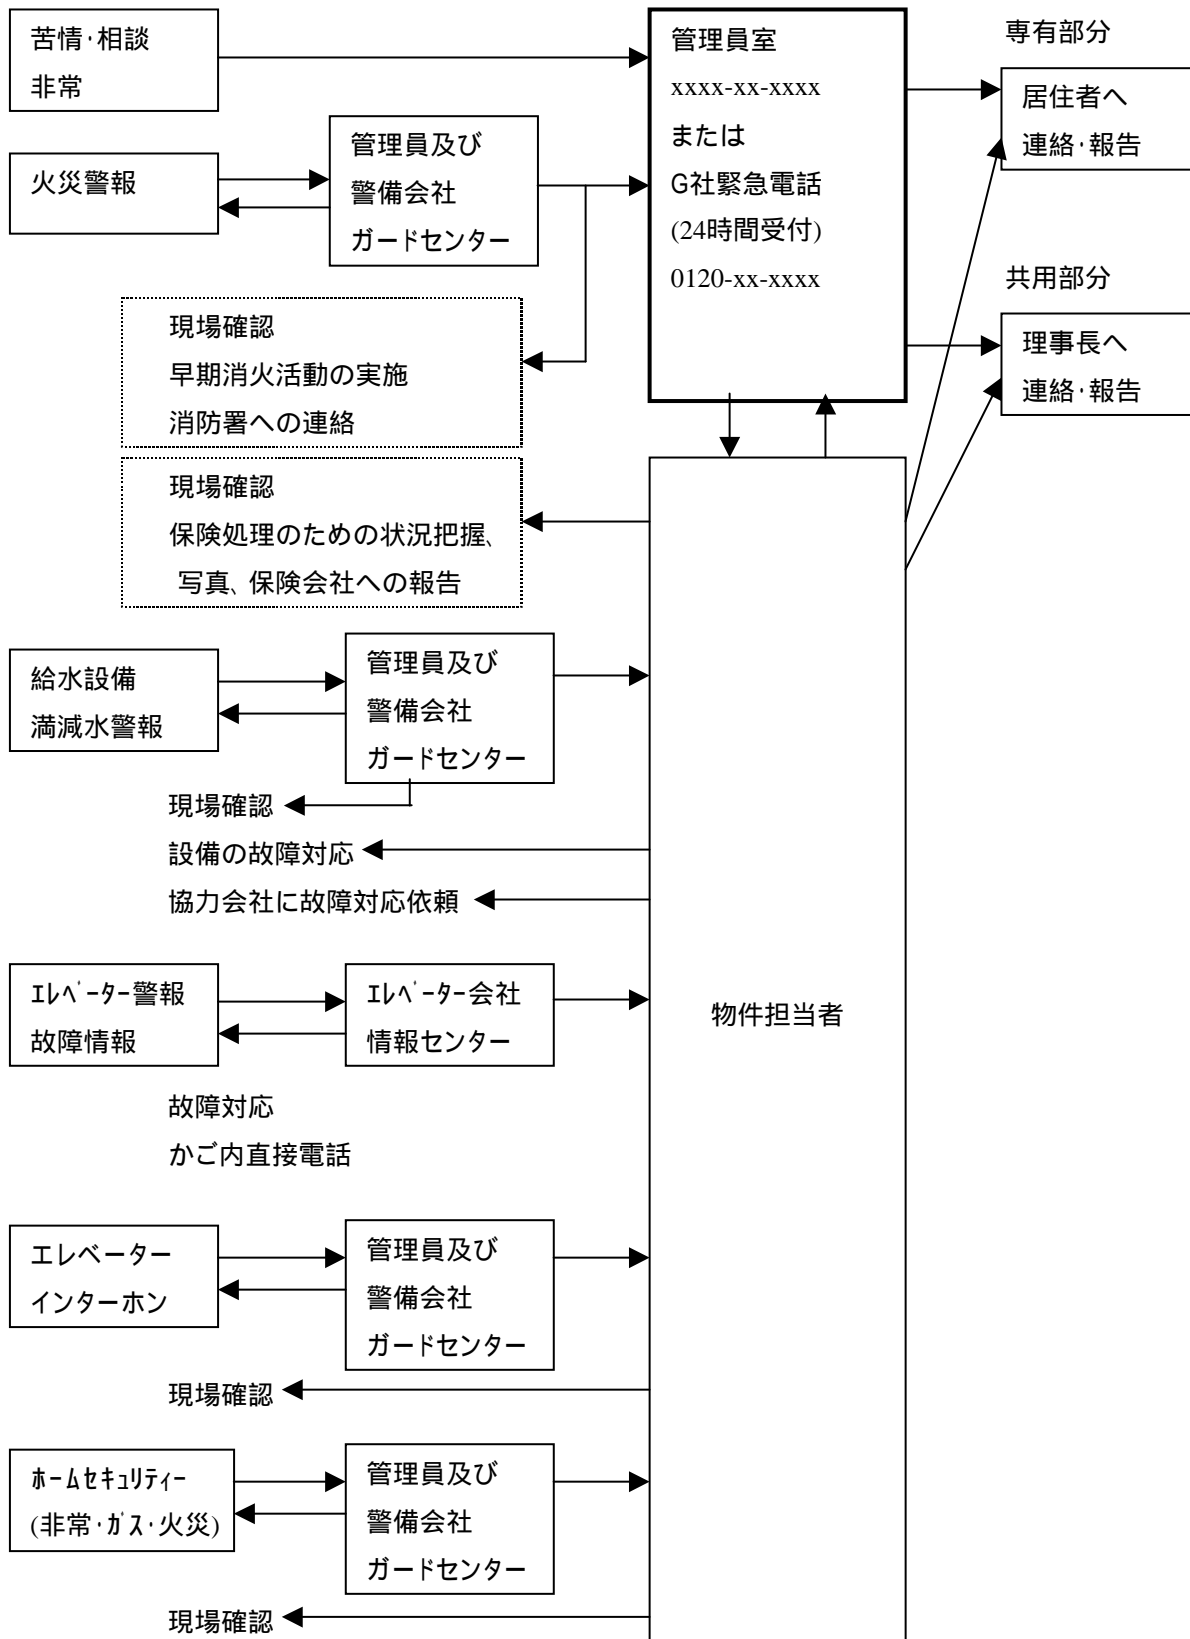 苦情・相談
非常
管理員室
xxxx-xx-xxxx
または
G社緊急電話
(24時間受付)
0120-xx-xxxx
専有部分
居住者へ
連絡・報告
火災警報
管理員及び
警備会社
ガードセンター
共用部分
理事長へ
連絡・報告
現場確認
早期消火活動の実施
消防署への連絡
現場確認
保険処理のための状況把握、
写真、保険会社への報告
給水設備
満減水警報
管理員及び
警備会社
ガードセンター
現場確認
設備の故障対応
協力会社に故障対応依頼
ｴﾚﾍﾞｰﾀｰ警報
故障情報
ｴﾚﾍﾞｰﾀｰ会社
情報センター
物件担当者
故障対応
かご内直接電話
エレベーター
インターホン
管理員及び
警備会社
ガードセンター
現場確認
ﾎｰﾑｾｷｭﾘﾃｨｰ
(非常・ｶﾞｽ・火災)
管理員及び
警備会社
ガードセンター
現場確認